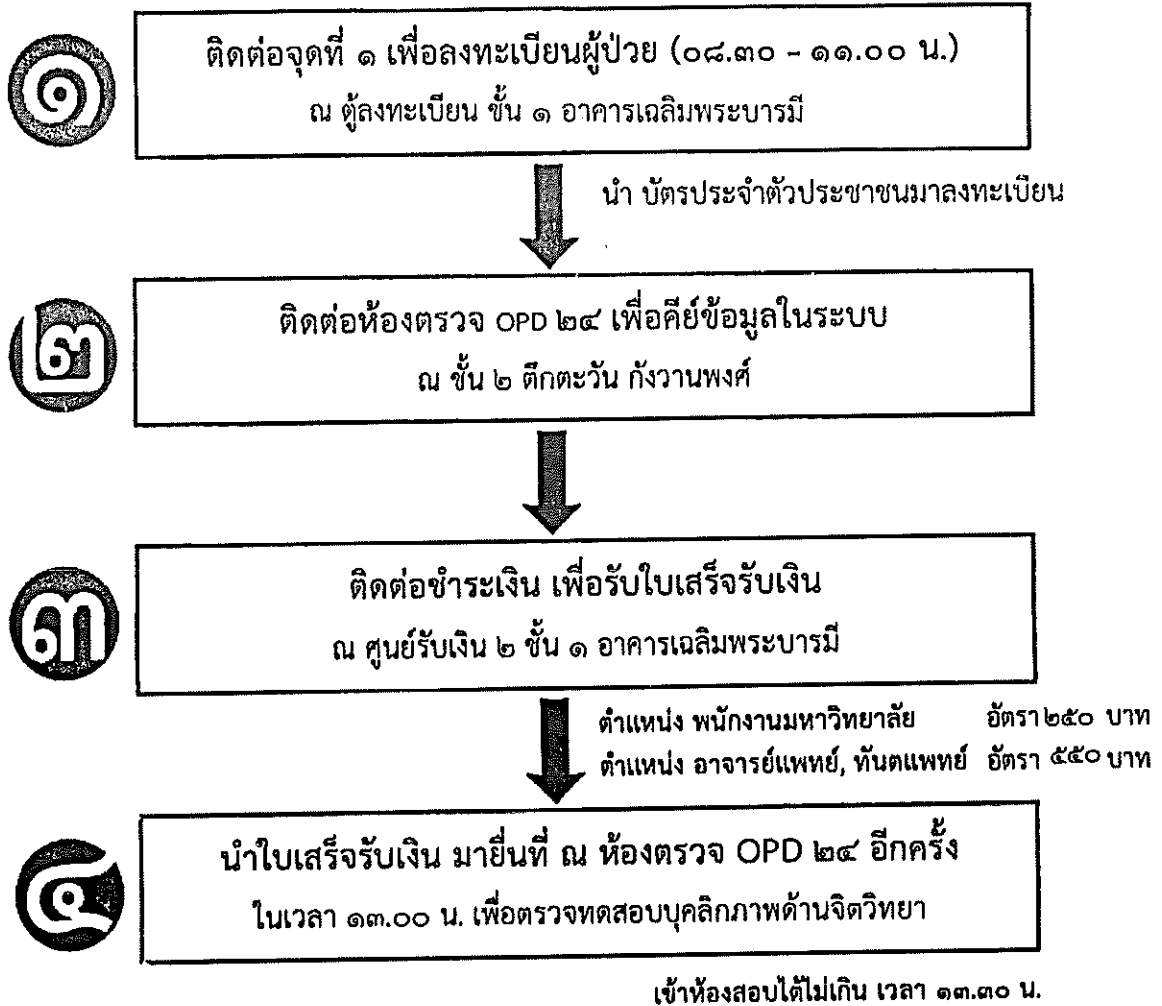 ๑
ติดต่อจุดที่ ๑ เพื่อลงทะเบียนผู้ป่วย (๐๘.๓๐ - ๑๑.๐๐ น.)
ณ ตู้ลงทะเบียน ชั้น ๑ อาคารเฉลิมพระบารมี
นำ บัตรประจำตัวประชาชนมาลงทะเบียน
๒
ติดต่อห้องตรวจ OPD ๒๔ เพื่อคีย์ข้อมูลในระบบ
ณ ชั้น ๒ ตึกตะวัน กังวานพงศ์
๓
ติดต่อชำระเงิน เพื่อรับใบเสร็จรับเงิน
ณ ศูนย์รับเงิน ๒ ชั้น ๑ อาคารเฉลิมพระบารมี
ตำแหน่ง พนักงานมหาวิทยาลัย อัตรา ๒๕๐ บาท
ตำแหน่ง อาจารย์แพทย์, ทันตแพทย์ อัตรา ๕๕๐ บาท
๔
นำใบเสร็จรับเงิน มายื่นที่ ณ ห้องตรวจ OPD ๒๔ อีกครั้ง
ในเวลา ๑๓.๐๐ น. เพื่อตรวจทดสอบบุคลิกภาพด้านจิตวิทยา
เข้าห้องสอบได้ไม่เกิน เวลา ๑๓.๓๐ น.